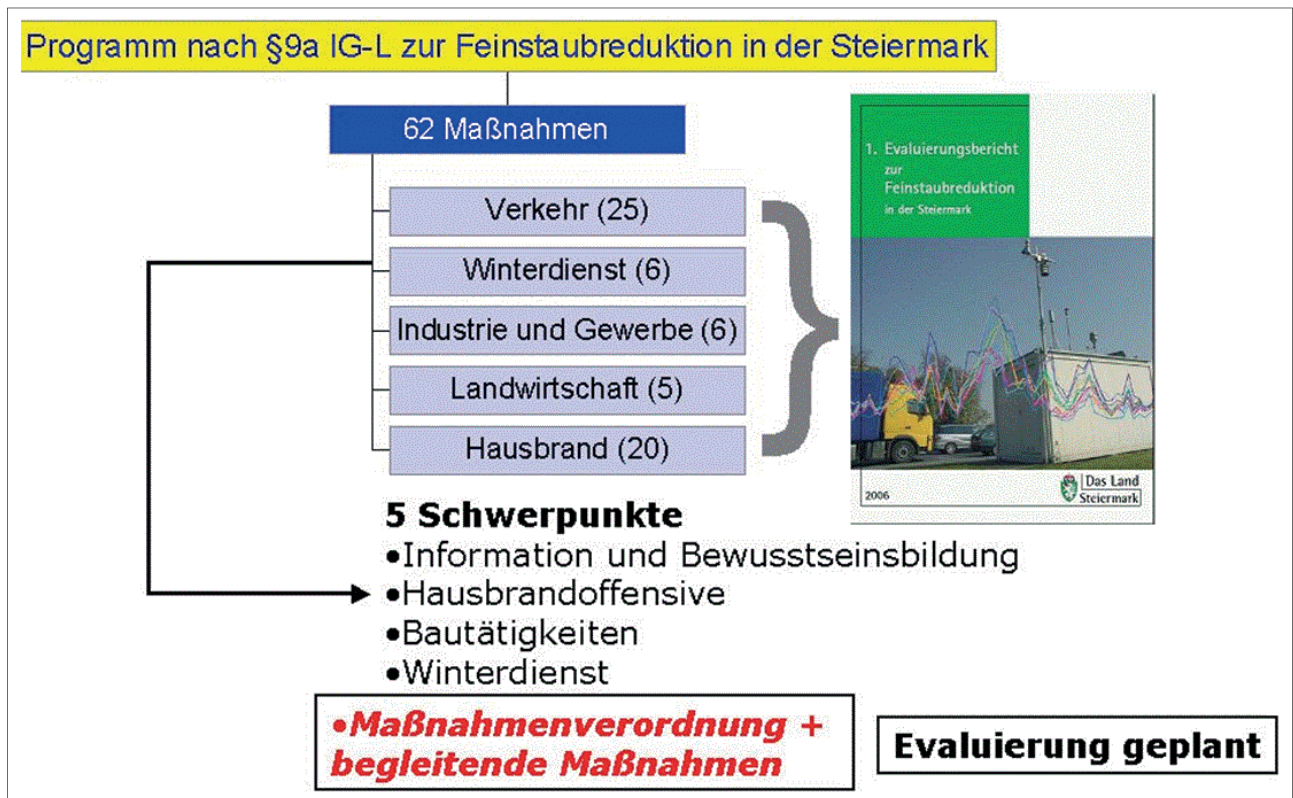 Programm nach §9a IG-L zur Feinstaubreduktion in der Steiermark
62 Maßnahmen
Verkehr (25)
Winterdienst (6)
Industrie und Gewerbe (6)
Landwirtschaft (5)
Hausbrand (20)
1. Evaluierungsbericht
zur
Feinstaubreduktion
in der Steiermark
2006
Das Land
Steiermark
5 Schwerpunkte
•Information und Bewusstseinsbildung
•Hausbrandoffensive
•Bautätigkeiten
•Winterdienst
•Maßnahmenverordnung +
begleitende Maßnahmen
Evaluierung geplant